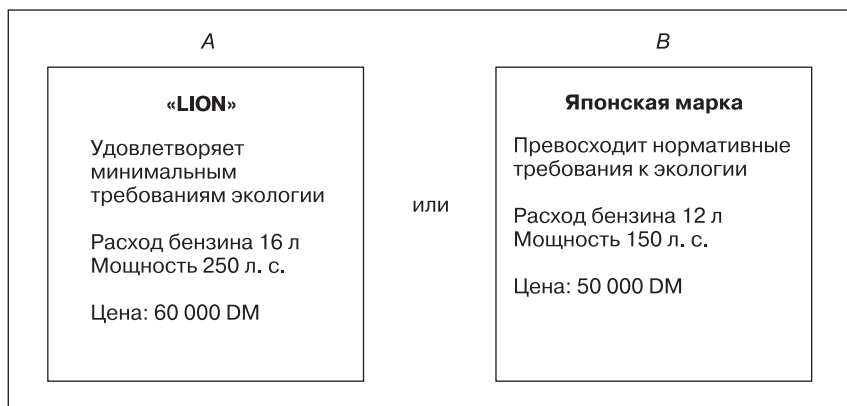 A
«LION»
Удовлетворяет
минимальным
требованиям экологии
Расход бензина 16 л
Мощность 250 л. с.
Цена: 60 000 DM
или
B
Японская марка
Превосходит нормативные
требования к экологии
Расход бензина 12 л
Мощность 150 л. с.
Цена: 50 000 DM